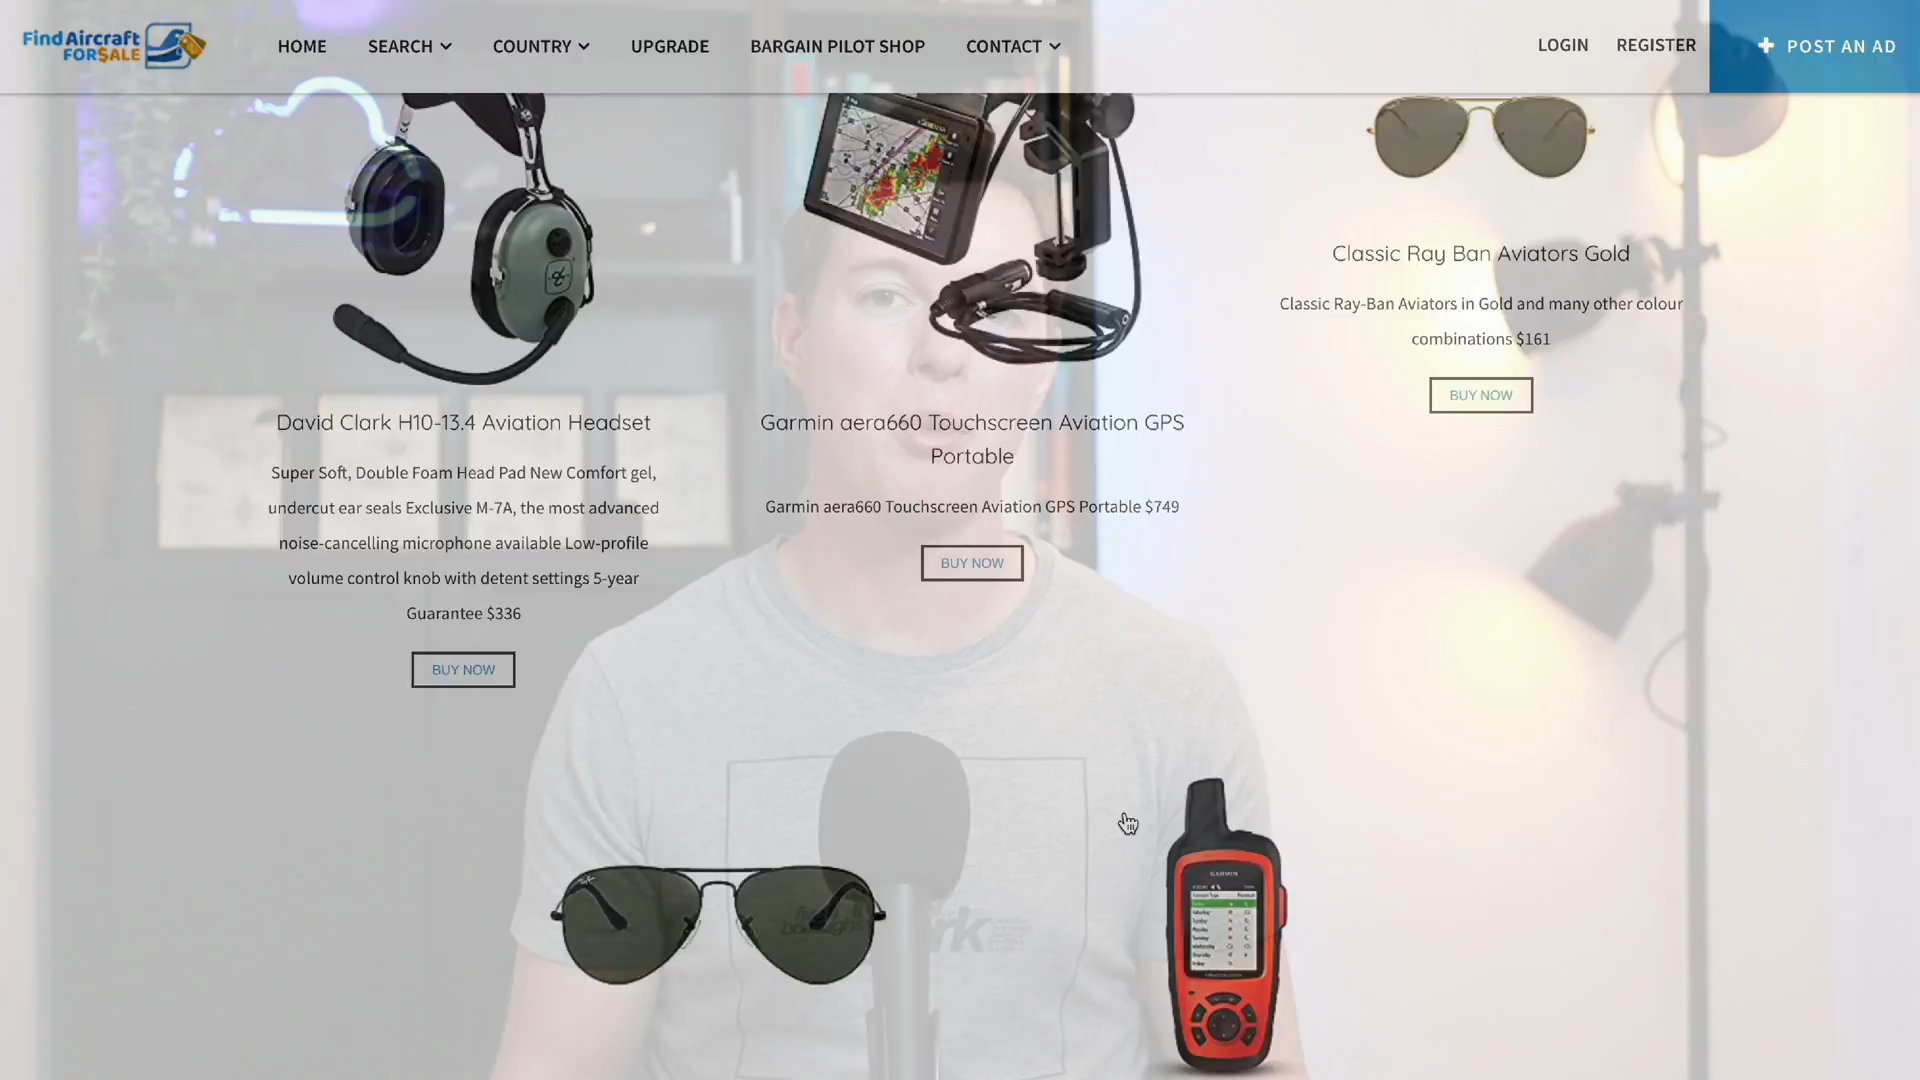 Find Aircraft
FOR$ALE
HOME
SEARCH
COUNTRY
UPGRADE
BARGAIN PILOT SHOP
CONTACT
LOGIN
REGISTER
POST AN AD
Classic Ray Ban Aviators Gold
Classic Ray-Ban Aviators in Gold and many other colour
combinations $161
BUY NOW
David Clark H10-13.4 Aviation Headset
Super Soft, Double Foam Head Pad New Comfort gel,
undercut ear seals Exclusive M-7A, the most advanced
noise-cancelling microphone available Low-profile
volume control knob with detent settings 5-year
Guarantee $336
BUY NOW
Garmin aera660 Touchscreen Aviation GPS
Portable
Garmin aera660 Touchscreen Aviation GPS Portable $749
BUY NOW
GARMIN